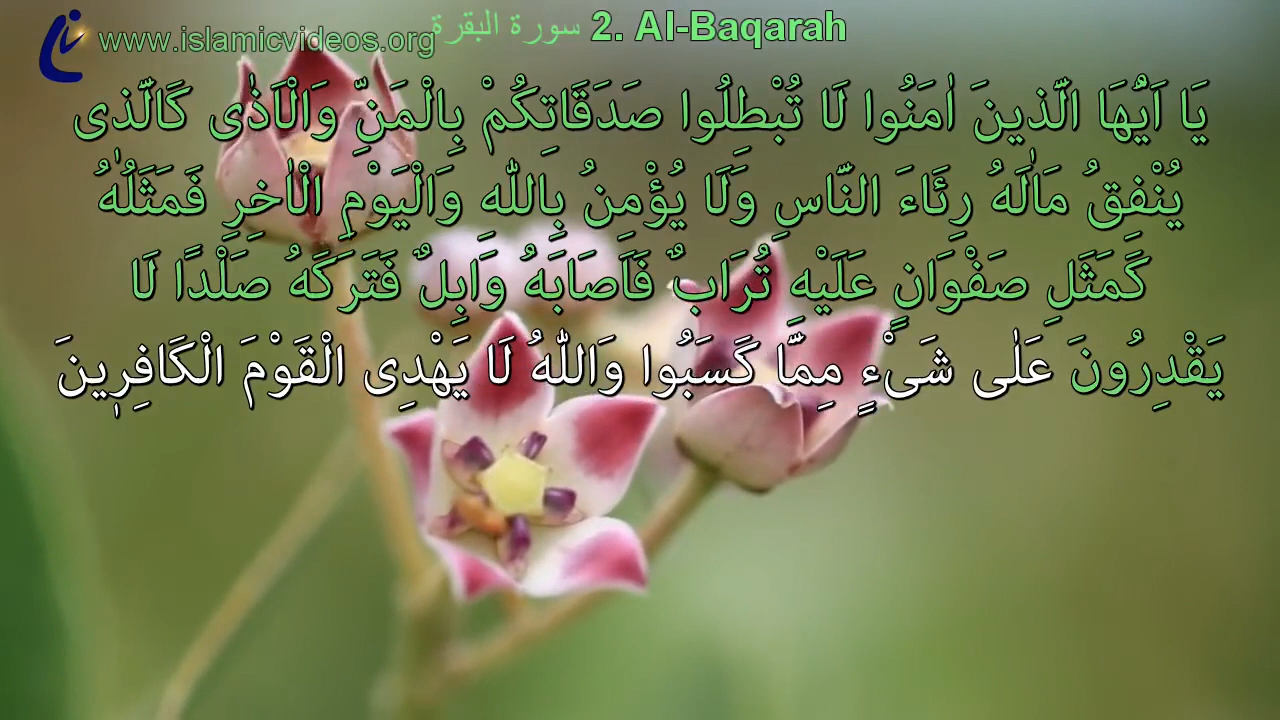 www.islamicvideos.org
سورة البقرة 2. Al-Baqarah
يَا اَيُّهَا الَّذينَ اٰمَنُوا لَا تُبْطِلُوا صَدَقَاتِكُمْ بِالْمَنِّ وَالْاَذٰى كَالَّذى
يُنْفِقُ مَالَهُ رِئَاءَ النَّاسِ وَلَا يُؤْمِنُ بِاللّٰهِ وَالْيَوْمِ الْاٰخِرِ فَمَثَلُهُ
كَمَثَلِ صَفْوَانٍ عَلَيْهِ تُرَابٌ فَاَصَابَهُ وَابِلٌ فَتَرَكَهُ صَلْدًا لَا
يَقْدِرُونَ عَلٰى شَىْءٍ مِمَّا كَسَبُوا وَاللّٰهُ لَا يَهْدِى الْقَوْمَ الْكَافِرٖينَ